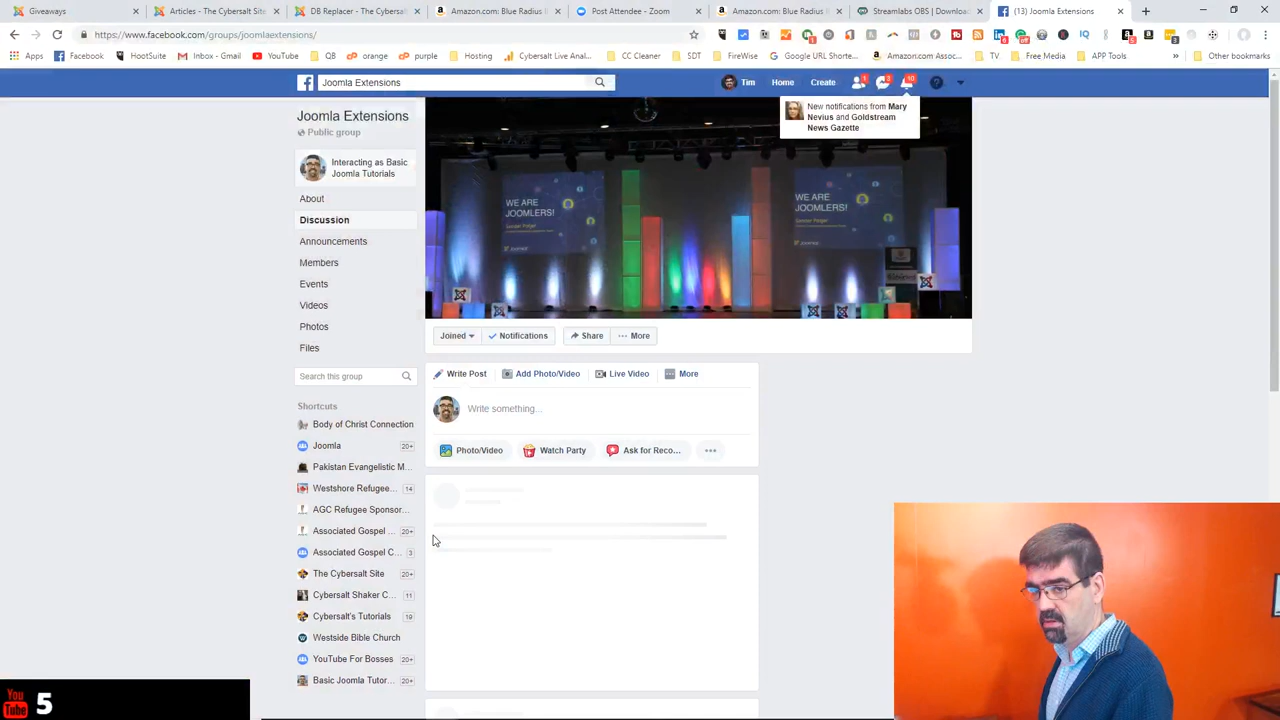 Giveaways
Articles - The Cybersalt Site
DB Replacer - The Cybersalt
Amazon.com: Blue Radius
Post Attendee - Zoom
Amazon.com: Blue Radius
Streamlabs OBS | Download
(13) Joomla Extensions
https://www.facebook.com/groups/joomlaextensions/
Apps
Facebook
HootSuite
Inbox - Gmail
YouTube
QB
orange
purple
Hosting
Cybersalt Live Anal...
CC Cleaner
SDT
FireWise
Google URL Shorte...
Amazon.com Assoc...
TV
Free Media
APP Tools
Other bookmarks
Joomla Extensions
Tim
Home
Create
1
3
10
New notifications from Mary
Nevius and Goldstream
News Gazette
Joomla Extensions
Public group
Interacting as Basic
Joomla Tutorials
About
Discussion
Announcements
Members
Events
Videos
Photos
Files
Search this group
WE ARE
JOOMLERS!
WE ARE
JOOMLERS!
Joined
Notifications
Share
More
Write Post
Add Photo/Video
Live Video
More
Write something...
Photo/Video
Watch Party
Ask for Reco...
Shortcuts
Body of Christ Connection
Joomla 20+
Pakistan Evangelistic M...
Westshore Refugee... 14
AGC Refugee Sponsor...
Associated Gospel ... 20+
Associated Gospel C... 3
The Cybersalt Site 20+
Cybersalt Shaker C... 11
Cybersalt's Tutorials 19
Westside Bible Church
YouTube For Bosses 20+
Basic Joomla Tutor... 20+
You
Tube
5